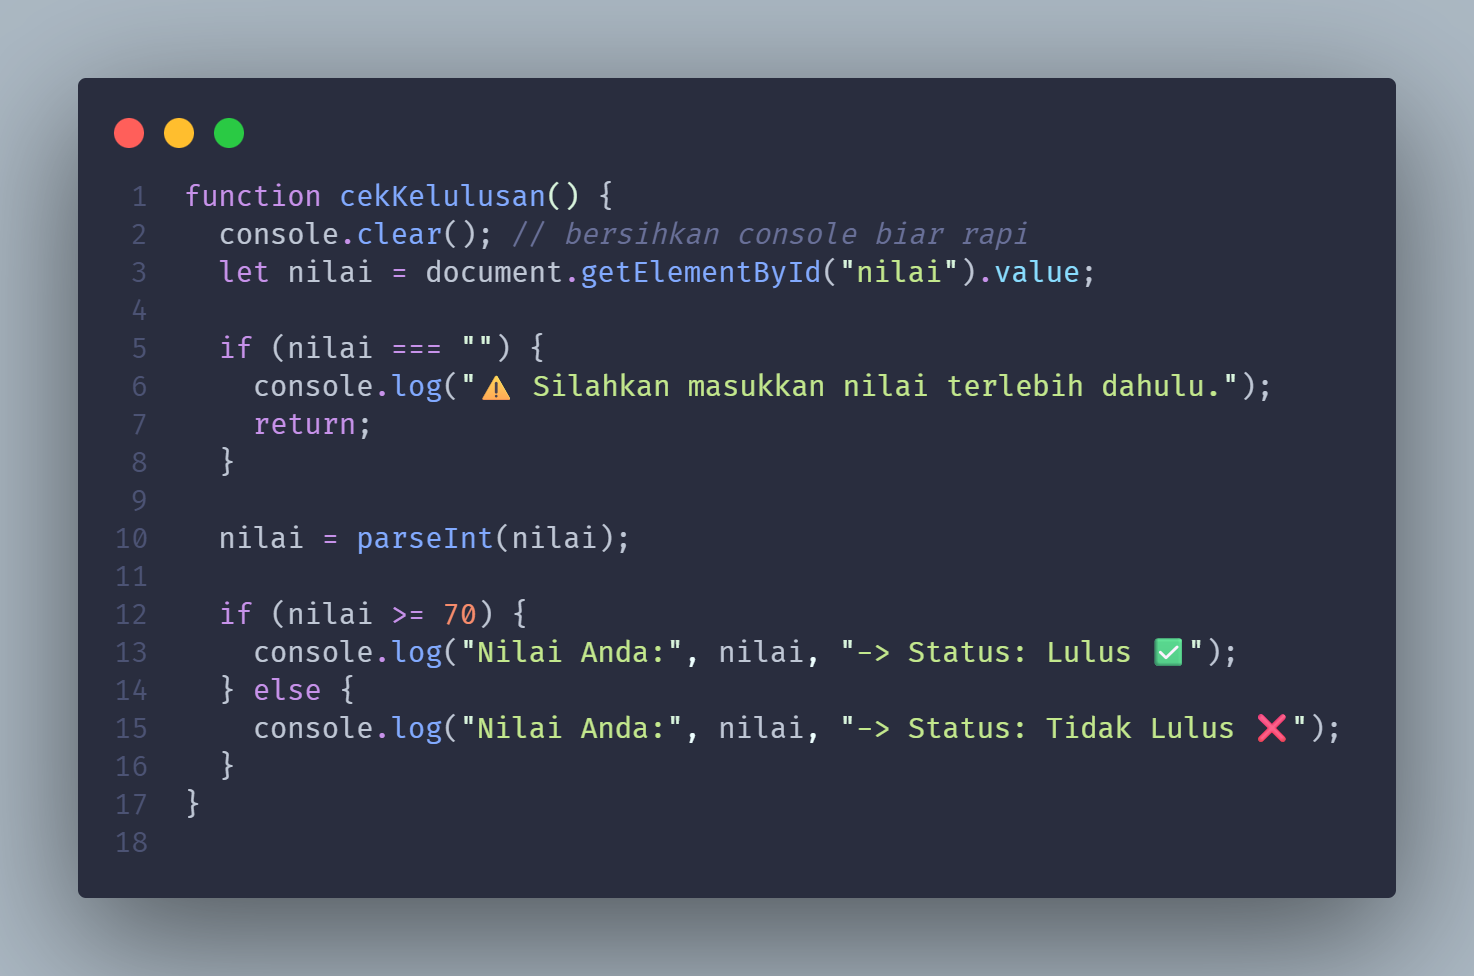 1 function cekKelulusan() {
2   console.clear(); // bersihkan console biar rapi
3   let nilai = document.getElementById("nilai").value;
4
5   if (nilai === "") {
6     console.log("⚠️ Silahkan masukkan nilai terlebih dahulu.");
7     return;
8   }
9
10   nilai = parseInt(nilai);
11
12   if (nilai >= 70) {
13     console.log("Nilai Anda:", nilai, "-> Status: Lulus ✅");
14   } else {
15     console.log("Nilai Anda:", nilai, "-> Status: Tidak Lulus ❌");
16   }
17 }
18